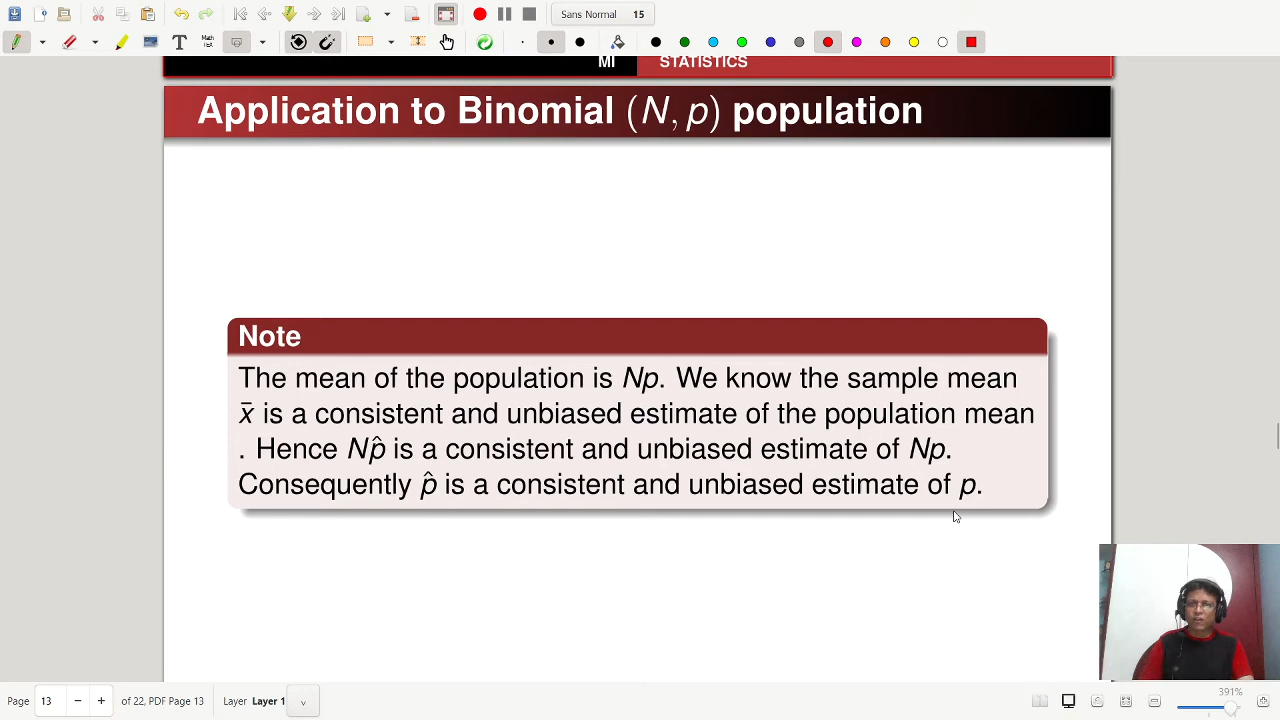 Sans Normal 15
MI STATISTICS
Application to Binomial (N, p) population
Note
The mean of the population is Np. We know the sample mean
x̄ is a consistent and unbiased estimate of the population mean
. Hence Np̂ is a consistent and unbiased estimate of Np.
Consequently p̂ is a consistent and unbiased estimate of p.
391%
Page 13 of 22, PDF Page 13 Layer Layer 1